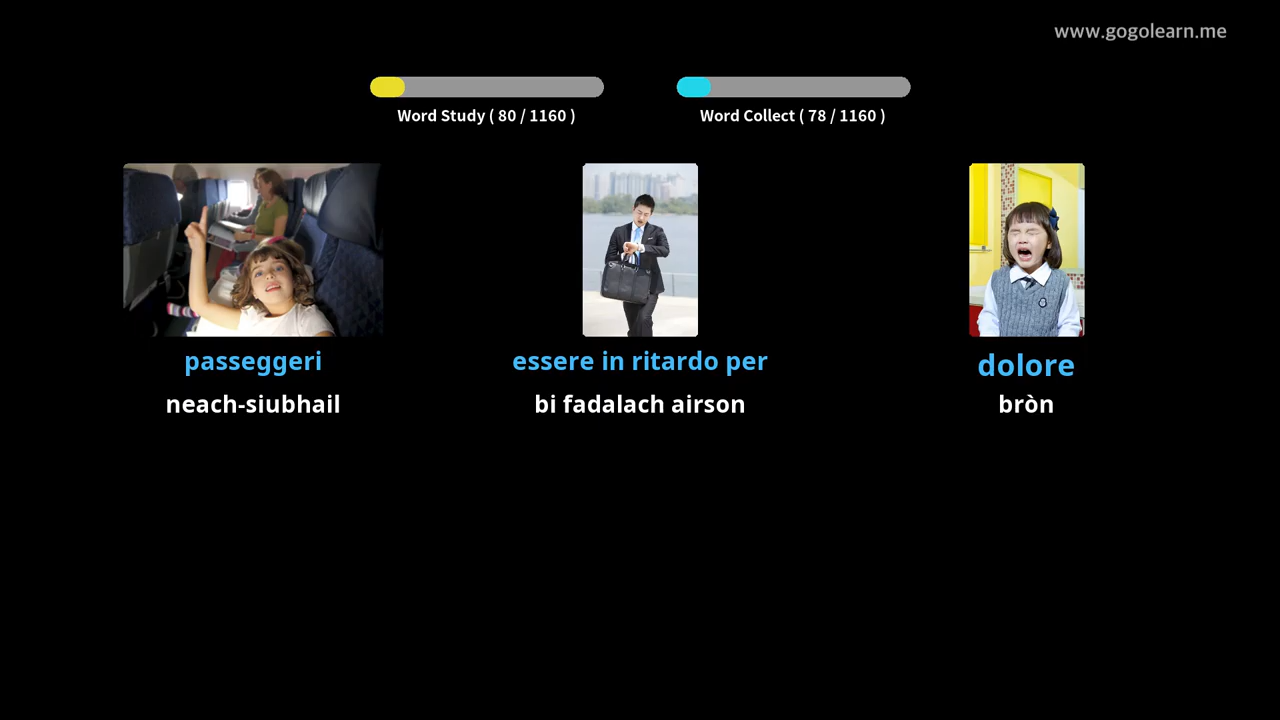 www.gogolearn.me
Word Study ( 80 / 1160 )
Word Collect ( 78 / 1160 )
passeggeri
essere in ritardo per
dolore
neach-siubhail
bi fadalach airson
bròn